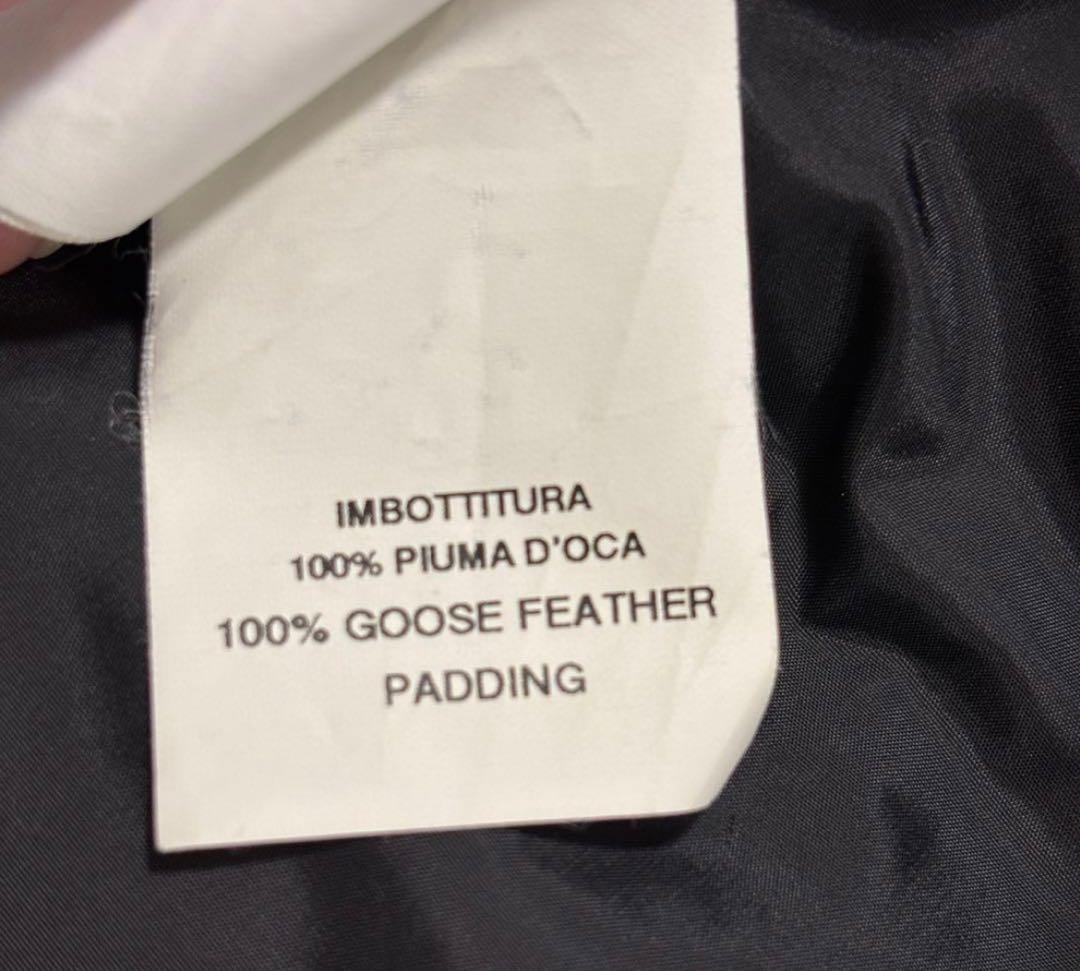 IMBOTTITURA
100% PIUMA D'OCA
100% GOOSE FEATHER
PADDING